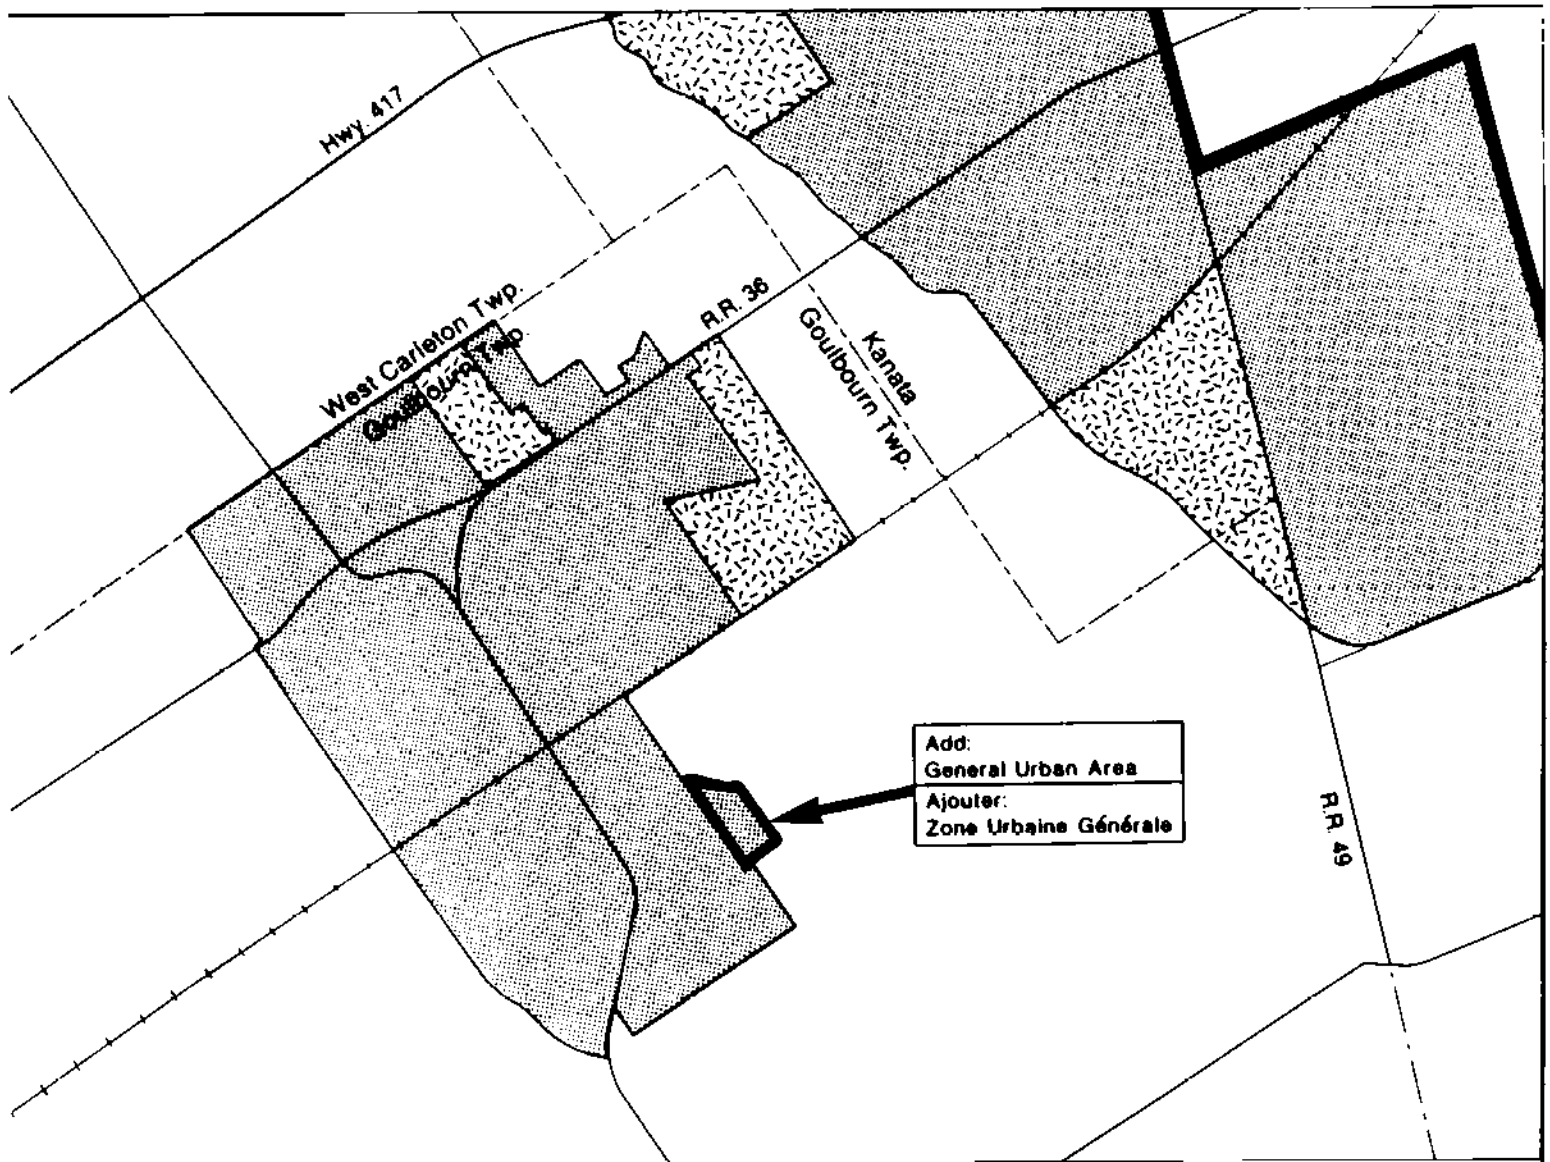 Hwy. 417
West Carleton Twp.
Goulbourn Twp.
R.R. 36
Kanata
Goulbourn Twp.
Add:
General Urban Area
Ajouter:
Zone Urbaine Générale
R.R. 49